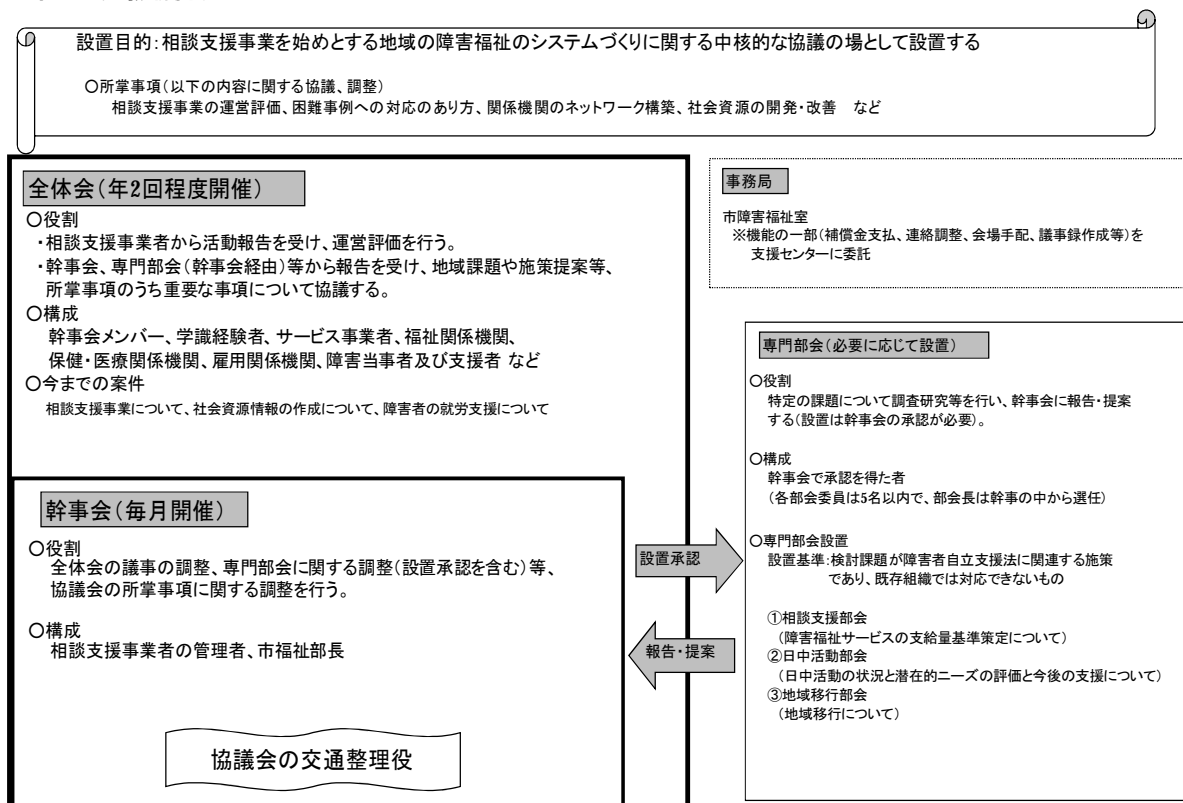 設置目的:相談支援事業を始めとする地域の障害福祉のシステムづくりに関する中核的な協議の場として設置する
○所掌事項(以下の内容に関する協議、調整)
相談支援事業の運営評価、困難事例への対応のあり方、関係機関のネットワーク構築、社会資源の開発・改善　など
全体会(年2回程度開催)
○役割
・相談支援事業者から活動報告を受け、運営評価を行う。
・幹事会、専門部会(幹事会経由)等から報告を受け、地域課題や施策提案等、
所掌事項のうち重要な事項について協議する。
○構成
幹事会メンバー、学識経験者、サービス事業者、福祉関係機関、
保健・医療関係機関、雇用関係機関、障害当事者及び支援者 など
○今までの案件
相談支援事業について、社会資源情報の作成について、障害者の就労支援について
幹事会(毎月開催)
○役割
全体会の議事の調整、専門部会に関する調整(設置承認を含む)等、
協議会の所掌事項に関する調整を行う。
○構成
相談支援事業者の管理者、市福祉部長
協議会の交通整理役
設置承認
報告・提案
事務局
市障害福祉室
※機能の一部(補償金支払、連絡調整、会場手配、議事録作成等)を
支援センターに委託
専門部会(必要に応じて設置)
○役割
特定の課題について調査研究等を行い、幹事会に報告・提案
する(設置は幹事会の承認が必要)。
○構成
幹事会で承認を得た者
(各部会委員は5名以内で、部会長は幹事の中から選任)
○専門部会設置
設置基準:検討課題が障害者自立支援法に関連する施策
であり、既存組織では対応できないもの
①相談支援部会
(障害福祉サービスの支給量基準策定について)
②日中活動部会
(日中活動の状況と潜在的ニーズの評価と今後の支援について)
③地域移行部会
(地域移行について)